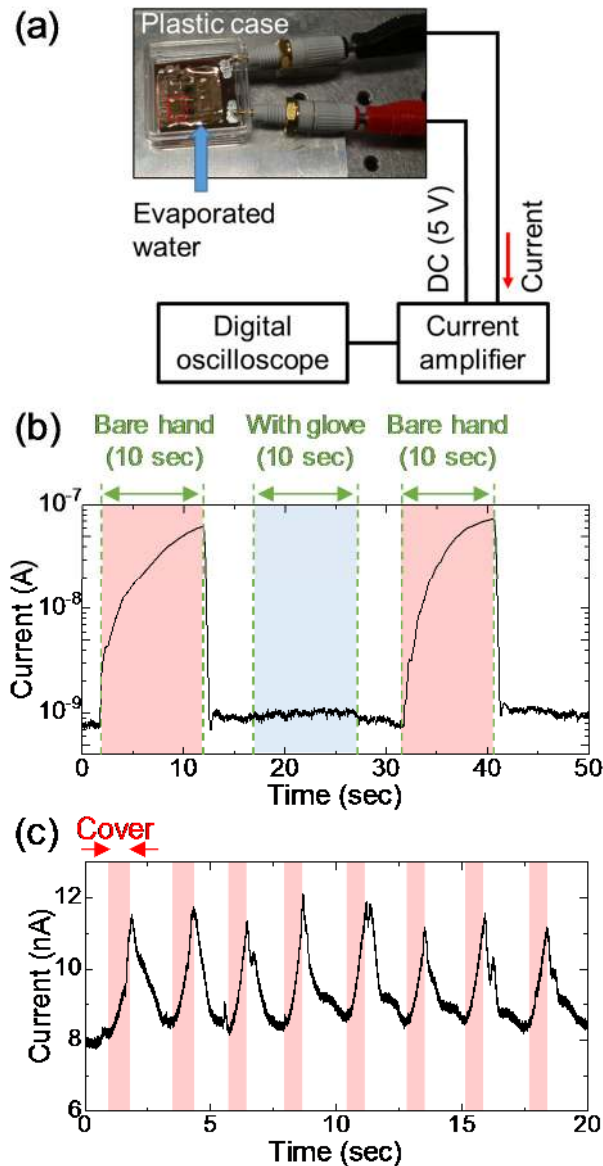 (a)
Plastic case
Evaporated
water
DC (5 V)
Current
Digital
oscilloscope
Current
amplifier
(b)
Bare hand
(10 sec)
With glove
(10 sec)
Bare hand
(10 sec)
10⁻⁷
10⁻⁸
10⁻⁹
Current (A)
0
10
20
30
40
50
Time (sec)
(c)
Cover
12
10
8
6
Current (nA)
0
5
10
15
20
Time (sec)